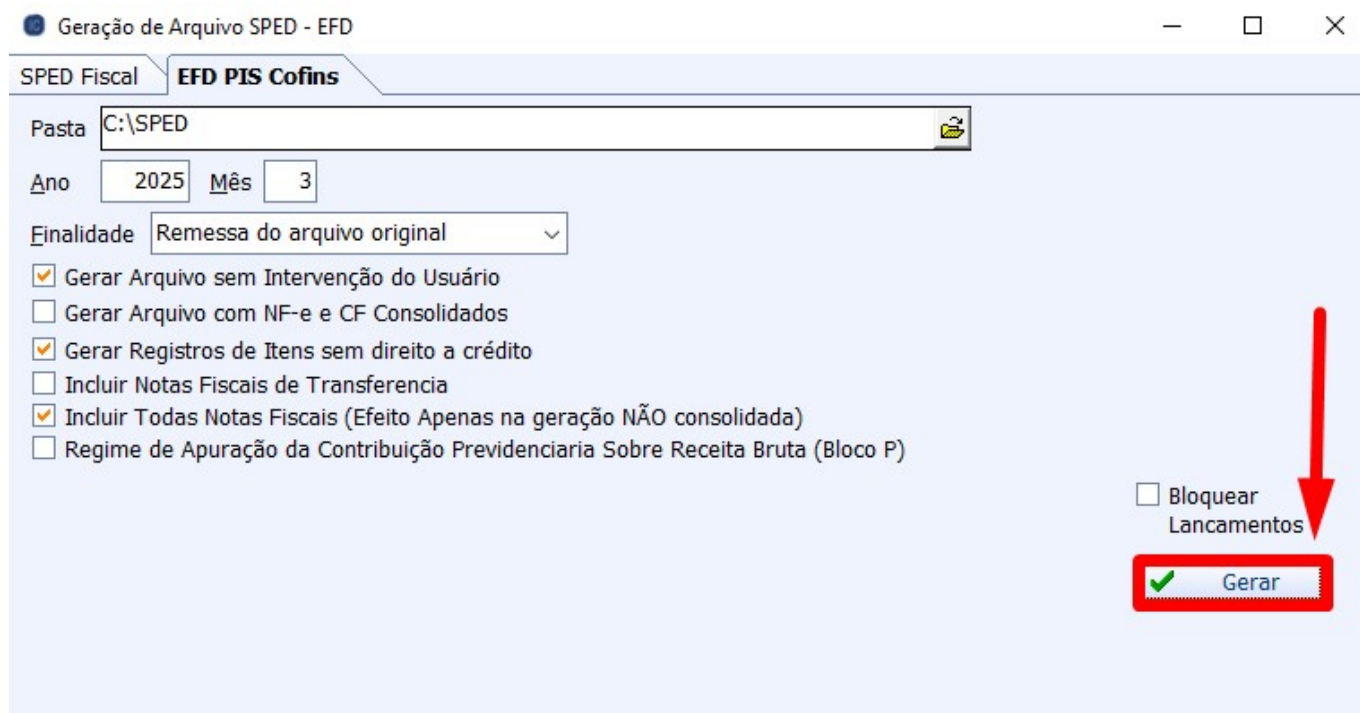 Geração de Arquivo SPED - EFD
SPED Fiscal EFD PIS Cofins
Pasta C:\SPED
Ano 2025 Mês 3
Finalidade Remessa do arquivo original
Gerar Arquivo sem Intervenção do Usuário
Gerar Arquivo com NF-e e CF Consolidados
Gerar Registros de Itens sem direito a crédito
Incluir Notas Fiscais de Transferencia
Incluir Todas Notas Fiscais (Efeito Apenas na geração NÃO consolidada)
Regime de Apuração da Contribuição Previdenciaria Sobre Receita Bruta (Bloco P)
Bloquear
Lancamentos
Gerar